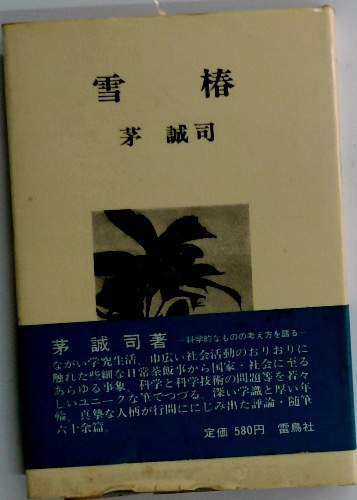 雪椿
茅 誠司
茅誠司著 —科学的なものの考え方を語る—
ながい学究生活、巾広い社会活動のおりおりに
触れた些細な日常茶飯事から国家・社会に至る
あらゆる事象、科学と科学技術の問題等を若々
しいユニークな筆でつづる。深い学識と厚い年
輪、真摯な人柄が行間ににじみ出た評論・随筆
六十余篇。
定価 580円 雷鳥社